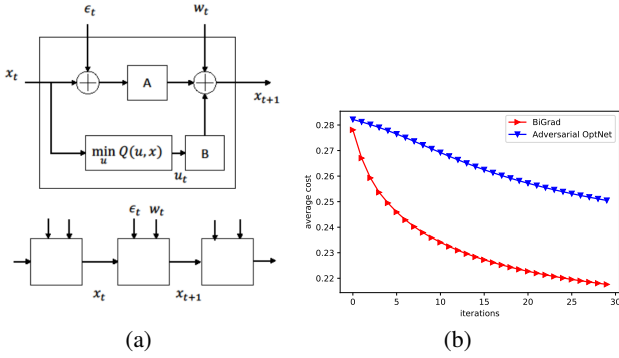 ϵ_t w_t
x_t A x_{t+1}
min_u Q(u, x) B
u_t
ϵ_t w_t
x_t x_{t+1}
(a)
BiGrad
Adversarial OptNet
average cost
0.28
0.27
0.26
0.25
0.24
0.23
0.22
0 5 10 15 20 25 30
iterations
(b)